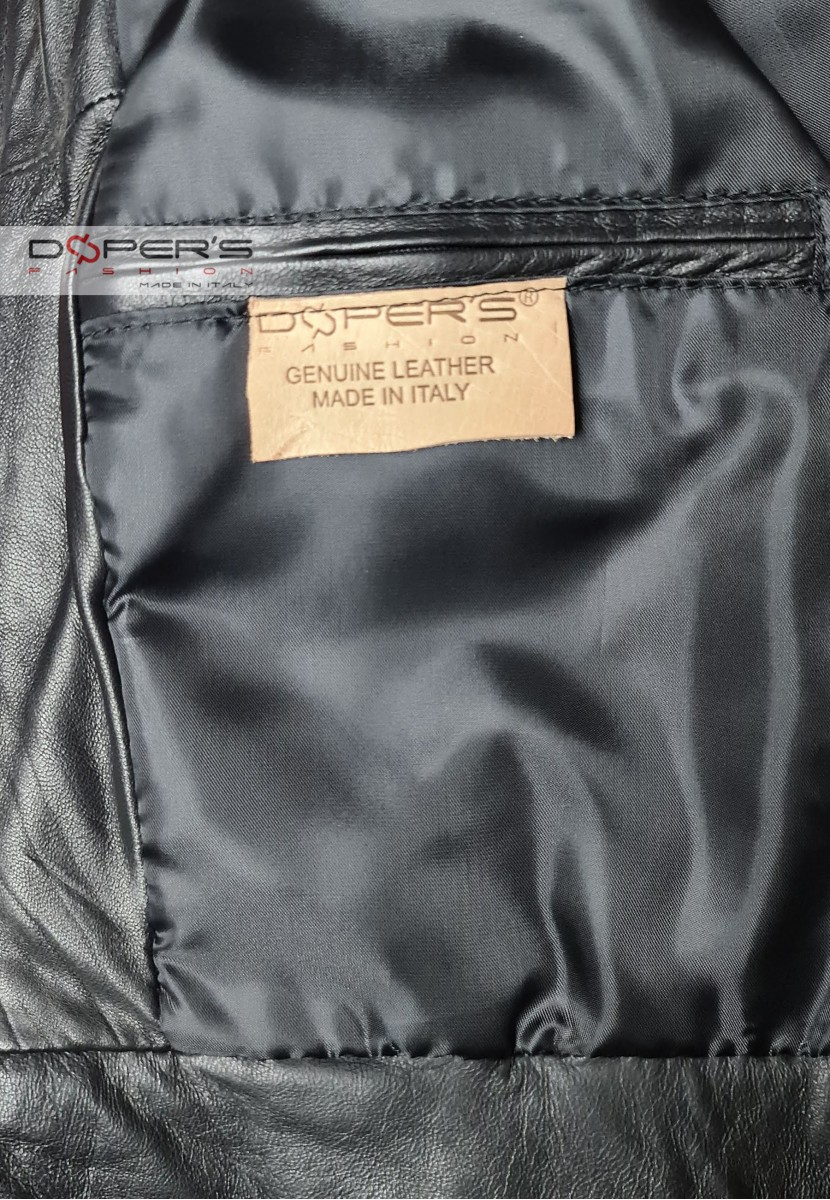 DOPER'S
FASHION
MADE IN ITALY
DOPER'S®
FASHION
GENUINE LEATHER
MADE IN ITALY